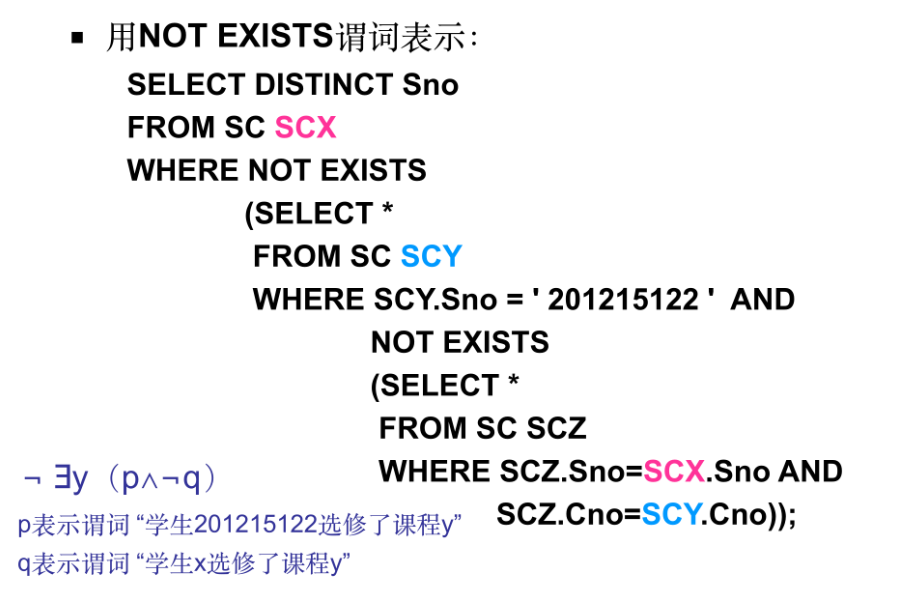 ▪ 用NOT EXISTS谓词表示：
SELECT DISTINCT Sno
FROM SC SCX
WHERE NOT EXISTS
(SELECT *
FROM SC SCY
WHERE SCY.Sno = ' 201215122 '  AND
NOT EXISTS
(SELECT *
FROM SC SCZ
WHERE SCZ.Sno=SCX.Sno AND
SCZ.Cno=SCY.Cno));
¬ ∃y（p∧¬q）
p表示谓词 “学生201215122选修了课程y”
q表示谓词 “学生x选修了课程y”